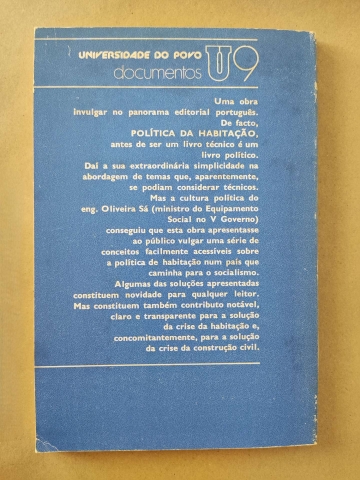 UNIVERSIDADE DO POVO
documentos U9
Uma obra
invulgar no panorama editorial português.
De facto,
POLÍTICA DA HABITAÇÃO,
antes de ser um livro técnico é um
livro político.
Daí a sua extraordinária simplicidade na
abordagem de temas que, aparentemente,
se podiam considerar técnicos.
Mas a cultura política do
eng. Oliveira Sá (ministro do Equipamento
Social no V Governo)
conseguiu que esta obra apresentasse
ao público vulgar uma série de
conceitos facilmente acessíveis sobre
a política de habitação num país que
caminha para o socialismo.
Algumas das soluções apresentadas
constituem novidade para qualquer leitor.
Mas constituem também contributo notável,
claro e transparente para a solução
da crise da habitação e,
concomitantemente, para a solução
da crise da construção civil.